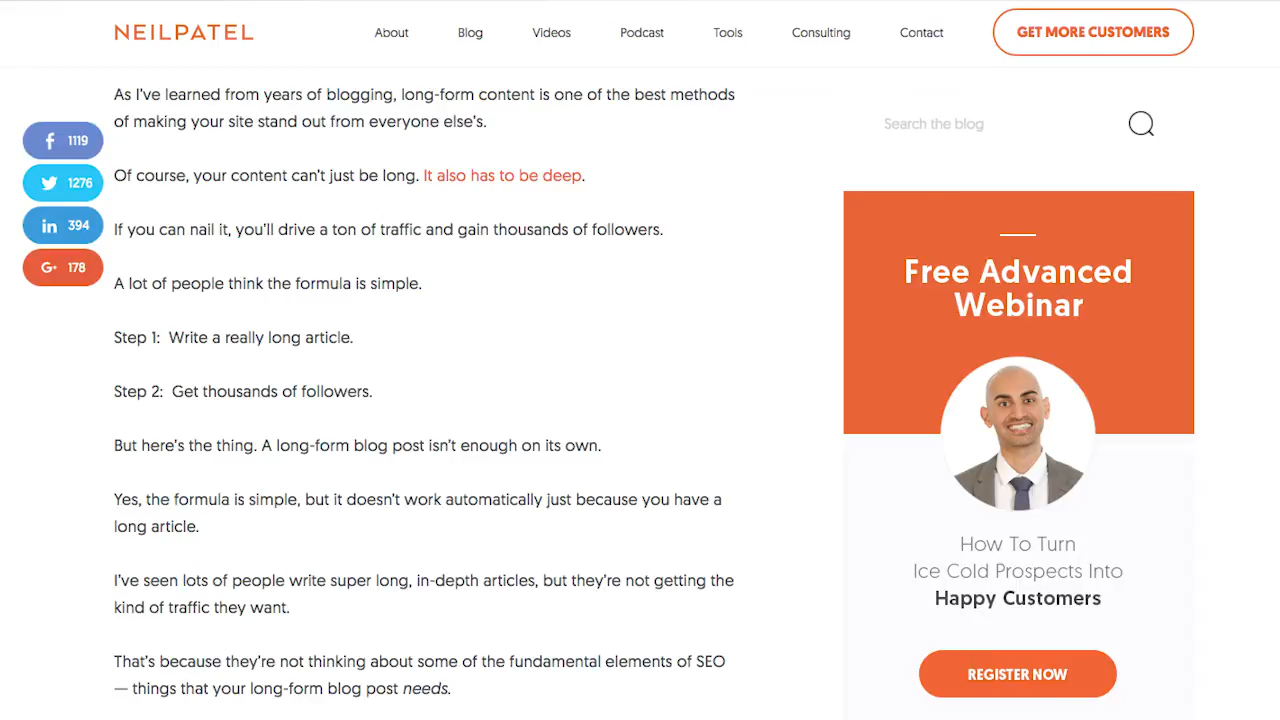 NEILPATEL
About
Blog
Videos
Podcast
Tools
Consulting
Contact
GET MORE CUSTOMERS
As I've learned from years of blogging, long-form content is one of the best methods
of making your site stand out from everyone else's.
Of course, your content can't just be long. It also has to be deep.
If you can nail it, you'll drive a ton of traffic and gain thousands of followers.
A lot of people think the formula is simple.
Step 1:  Write a really long article.
Step 2:  Get thousands of followers.
But here's the thing. A long-form blog post isn't enough on its own.
Yes, the formula is simple, but it doesn't work automatically just because you have a
long article.
I've seen lots of people write super long, in-depth articles, but they're not getting the
kind of traffic they want.
That's because they're not thinking about some of the fundamental elements of SEO
— things that your long-form blog post needs.
f 1119
1276
in 394
G+ 178
Search the blog
Free Advanced
Webinar
How To Turn
Ice Cold Prospects Into
Happy Customers
REGISTER NOW